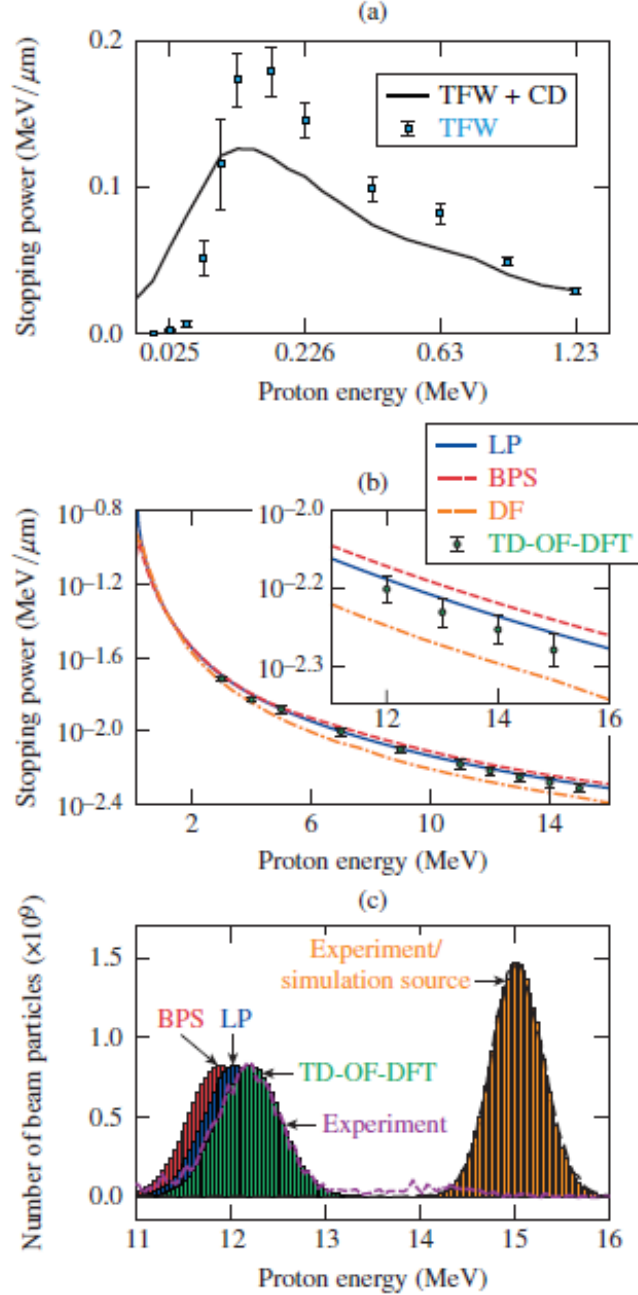 (a)
Stopping power (MeV/μm)
0.2
0.1
0.0
TFW + CD
TFW
0.025 0.226 0.63 1.23
Proton energy (MeV)
(b)
LP
BPS
DF
TD-OF-DFT
Stopping power (MeV/μm)
10–0.8
10–1.2
10–1.6
10–2.0
10–2.4
10–2.0
10–2.2
10–2.3
12 14 16
2 6 10 14
Proton energy (MeV)
(c)
Number of beam particles (×10⁹)
1.5
1.0
0.5
0.0
Experiment/
simulation source
BPS LP
TD-OF-DFT
Experiment
11 12 13 14 15 16
Proton energy (MeV)